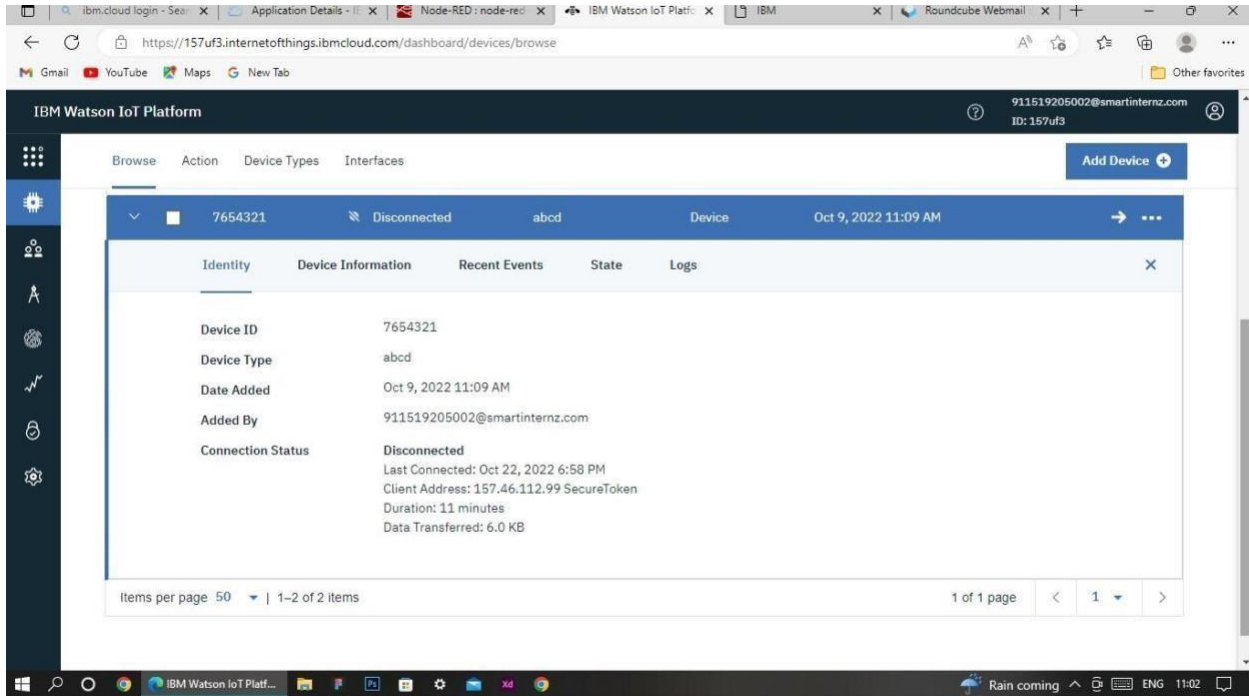 ibm.cloud login - Sear
Application Details - IE
Node-RED : node-red
IBM Watson IoT Platfo
IBM
Roundcube Webmail :
https://157uf3.internetofthings.ibmcloud.com/dashboard/devices/browse
Gmail YouTube Maps New Tab Other favorites
IBM Watson IoT Platform
911519205002@smartinternz.com
ID: 157uf3
Browse Action Device Types Interfaces Add Device
7654321 Disconnected abcd Device Oct 9, 2022 11:09 AM
Identity Device Information Recent Events State Logs
Device ID 7654321
Device Type abcd
Date Added Oct 9, 2022 11:09 AM
Added By 911519205002@smartinternz.com
Connection Status Disconnected
Last Connected: Oct 22, 2022 6:58 PM
Client Address: 157.46.112.99 SecureToken
Duration: 11 minutes
Data Transferred: 6.0 KB
Items per page 50 | 1–2 of 2 items 1 of 1 page 1
IBM Watson IoT Platf... Ps Xd Rain coming ENG 11:02